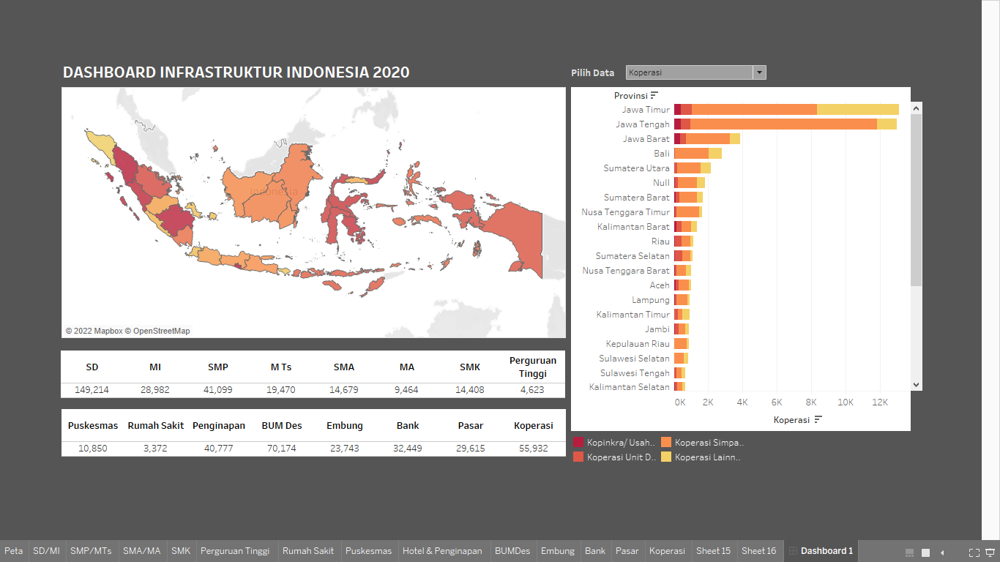 DASHBOARD INFRASTRUKTUR INDONESIA 2020
Pilih Data
Koperasi
Indonesia
© 2022 Mapbox © OpenStreetMap
Provinsi
Jawa Timur
Jawa Tengah
Jawa Barat
Bali
Sumatera Utara
Null
Sumatera Barat
Nusa Tenggara Timur
Kalimantan Barat
Riau
Sumatera Selatan
Nusa Tenggara Barat
Aceh
Lampung
Kalimantan Timur
Jambi
Kepulauan Riau
Sulawesi Selatan
Sulawesi Tengah
Kalimantan Selatan
0K 2K 4K 6K 8K 10K 12K
Koperasi
Kopinkra/ Usah.. Koperasi Simpa..
Koperasi Unit D.. Koperasi Lainn..
SD MI SMP M Ts SMA MA SMK Perguruan Tinggi
149,214 28,982 41,099 19,470 14,679 9,464 14,408 4,623
Puskesmas Rumah Sakit Penginapan BUM Des Embung Bank Pasar Koperasi
10,850 3,372 40,777 70,174 23,743 32,449 29,615 55,932
Peta SD/MI SMP/MTs SMA/MA SMK Perguruan Tinggi Rumah Sakit Puskesmas Hotel & Penginapan BUMDes Embung Bank Pasar Koperasi Sheet 15 Sheet 16 Dashboard 1